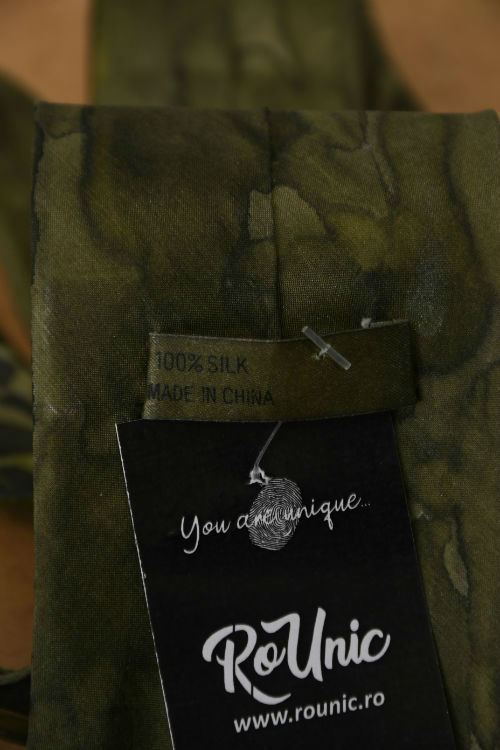 100% SILK
MADE IN CHINA
You are unique...
RoUnic
www.rounic.ro